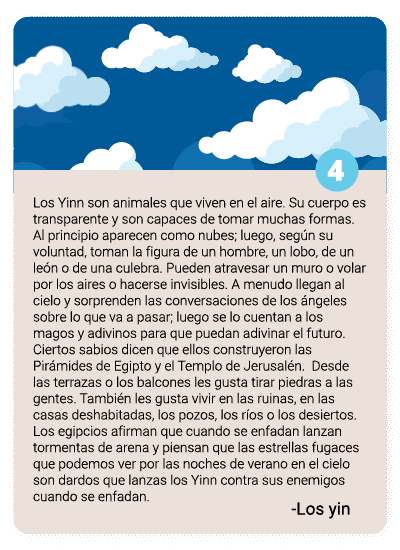 4
Los Yinn son animales que viven en el aire. Su cuerpo es
transparente y son capaces de tomar muchas formas.
Al principio aparecen como nubes; luego, según su
voluntad, toman la figura de un hombre, un lobo, de un
león o de una culebra. Pueden atravesar un muro o volar
por los aires o hacerse invisibles. A menudo llegan al
cielo y sorprenden las conversaciones de los ángeles
sobre lo que va a pasar; luego se lo cuentan a los
magos y adivinos para que puedan adivinar el futuro.
Ciertos sabios dicen que ellos construyeron las
Pirámides de Egipto y el Templo de Jerusalén. Desde
las terrazas o los balcones les gusta tirar piedras a las
gentes. También les gusta vivir en las ruinas, en las
casas deshabitadas, los pozos, los ríos o los desiertos.
Los egipcios afirman que cuando se enfadan lanzan
tormentas de arena y piensan que las estrellas fugaces
que podemos ver por las noches de verano en el cielo
son dardos que lanzas los Yinn contra sus enemigos
cuando se enfadan.
-Los yin